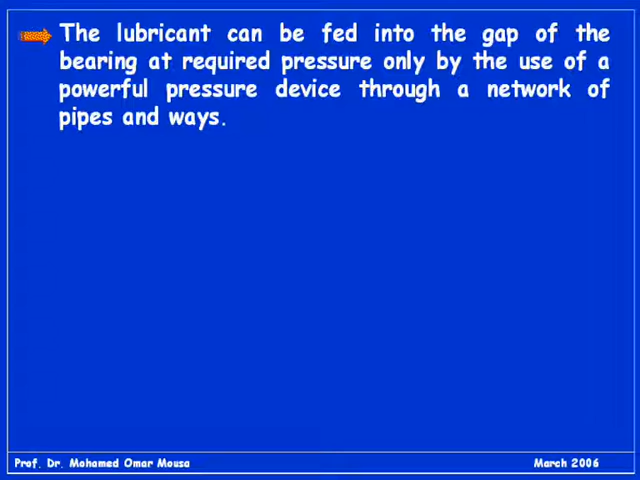 The lubricant can be fed into the gap of the
bearing at required pressure only by the use of a
powerful pressure device through a network of
pipes and ways.
Prof. Dr. Mohamed Omar Mousa
March 2006